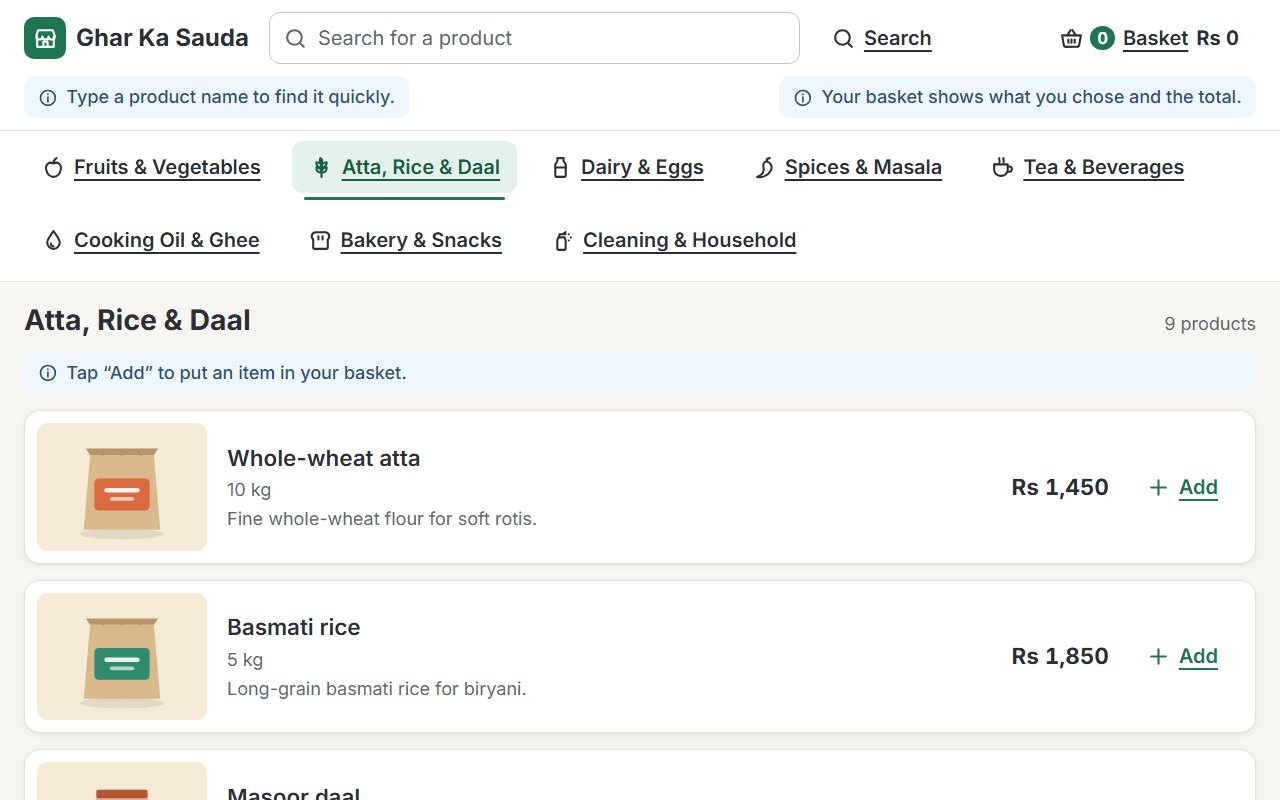 Ghar Ka Sauda
Search for a product
Search
0 Basket Rs 0
Type a product name to find it quickly.
Your basket shows what you chose and the total.
Fruits & Vegetables
Atta, Rice & Daal
Dairy & Eggs
Spices & Masala
Tea & Beverages
Cooking Oil & Ghee
Bakery & Snacks
Cleaning & Household
Atta, Rice & Daal
9 products
Tap “Add” to put an item in your basket.
Whole-wheat atta
10 kg
Fine whole-wheat flour for soft rotis.
Rs 1,450
Add
Basmati rice
5 kg
Long-grain basmati rice for biryani.
Rs 1,850
Add
Masoor daal